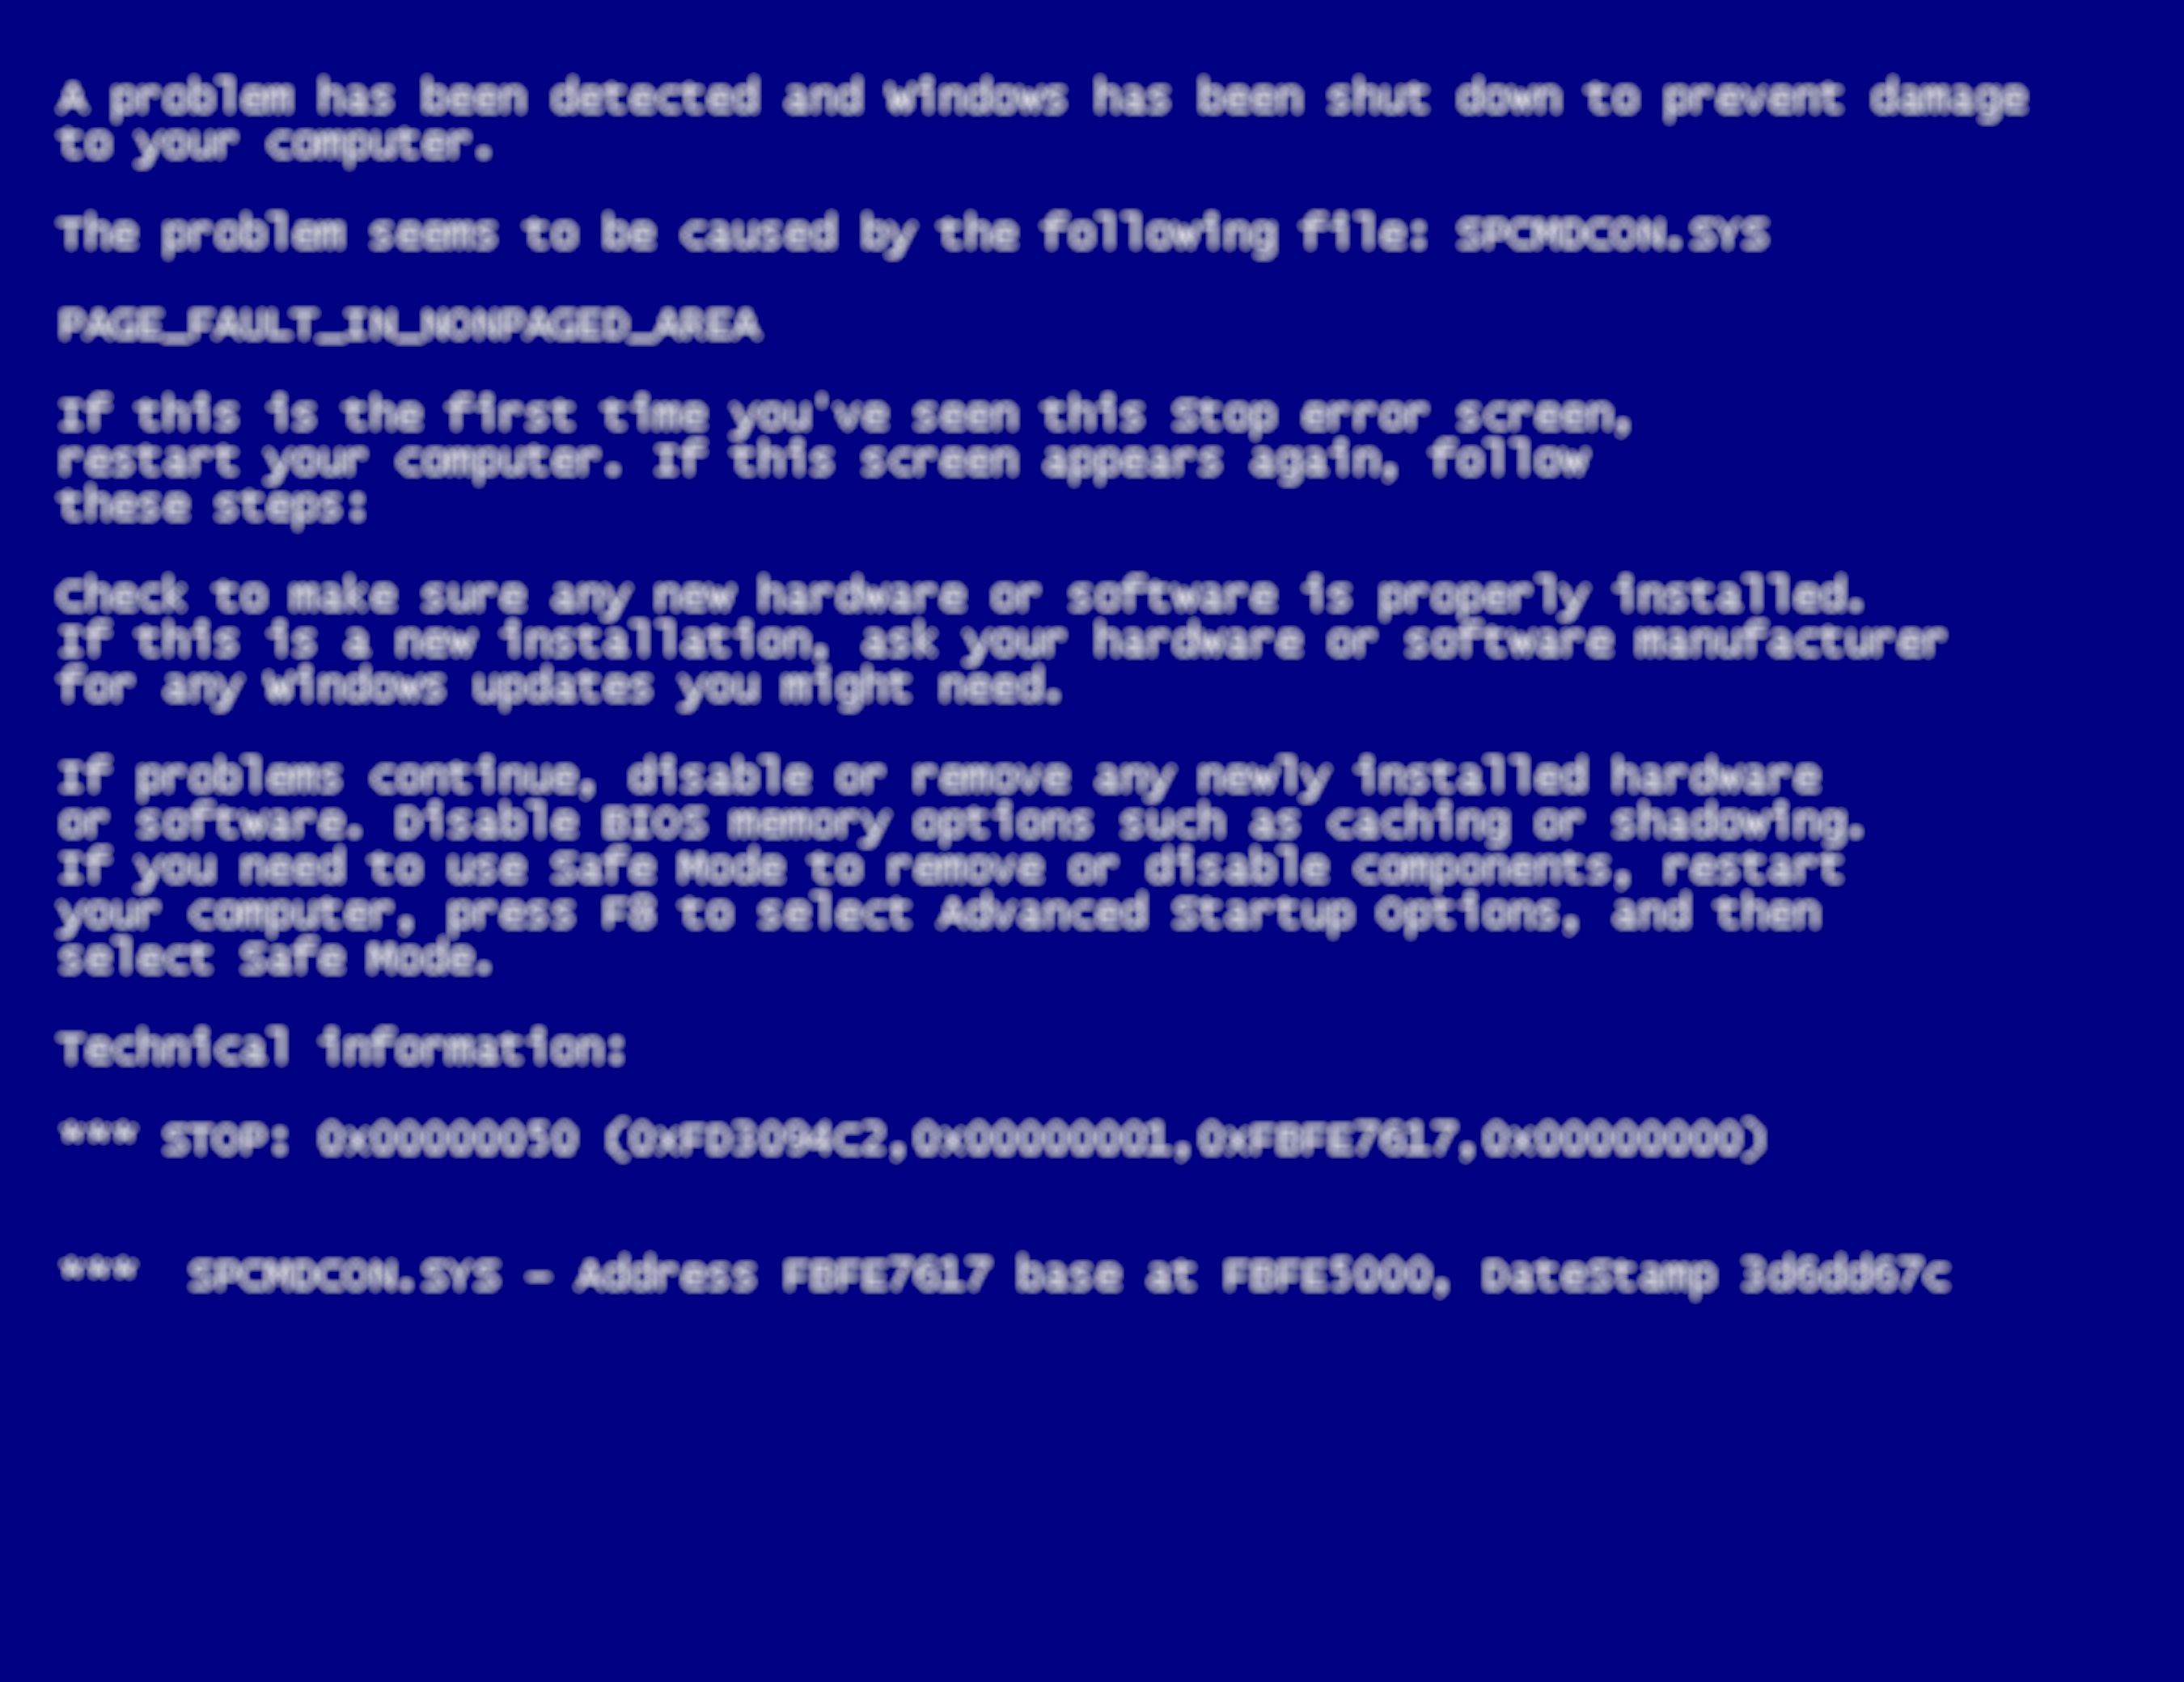 A problem has been detected and Windows has been shut down to prevent damage
to your computer.
The problem seems to be caused by the following file: SPCMDCON.SYS
PAGE_FAULT_IN_NONPAGED_AREA
If this is the first time you've seen this Stop error screen,
restart your computer. If this screen appears again, follow
these steps:
Check to make sure any new hardware or software is properly installed.
If this is a new installation, ask your hardware or software manufacturer
for any Windows updates you might need.
If problems continue, disable or remove any newly installed hardware
or software. Disable BIOS memory options such as caching or shadowing.
If you need to use Safe Mode to remove or disable components, restart
your computer, press F8 to select Advanced Startup Options, and then
select Safe Mode.
Technical information:
*** STOP: 0x00000050 (0xFD3094C2,0x00000001,0xFBFE7617,0x00000000)
***  SPCMDCON.SYS - Address FBFE7617 base at FBFE5000, DateStamp 3d6dd67c